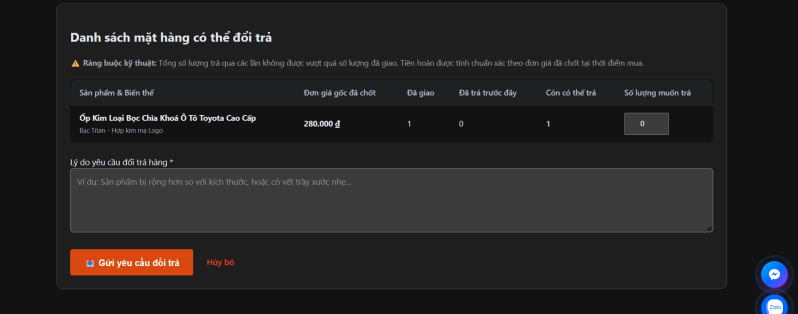 Danh sách mặt hàng có thể đổi trả
⚠ Ràng buộc kỹ thuật: Tổng số lượng trả qua các lần không được vượt quá số lượng đã giao. Tiền hoàn được tính chuẩn xác theo đơn giá đã chốt tại thời điểm mua.
Sản phẩm & Biến thể Đơn giá gốc đã chốt Đã giao Đã trả trước đây Còn có thể trả Số lượng muốn trả
Ốp Kim Loại Bọc Chìa Khoá Ô Tô Toyota Cao Cấp 280.000 ₫ 1 0 1 0
Bạc Titan - Hợp kim mạ Logo
Lý do yêu cầu đổi trả hàng *
Ví dụ: Sản phẩm bị rộng hơn so với kích thước, hoặc có vết trầy xước nhẹ...
Gửi yêu cầu đổi trả Hủy bỏ
Zalo